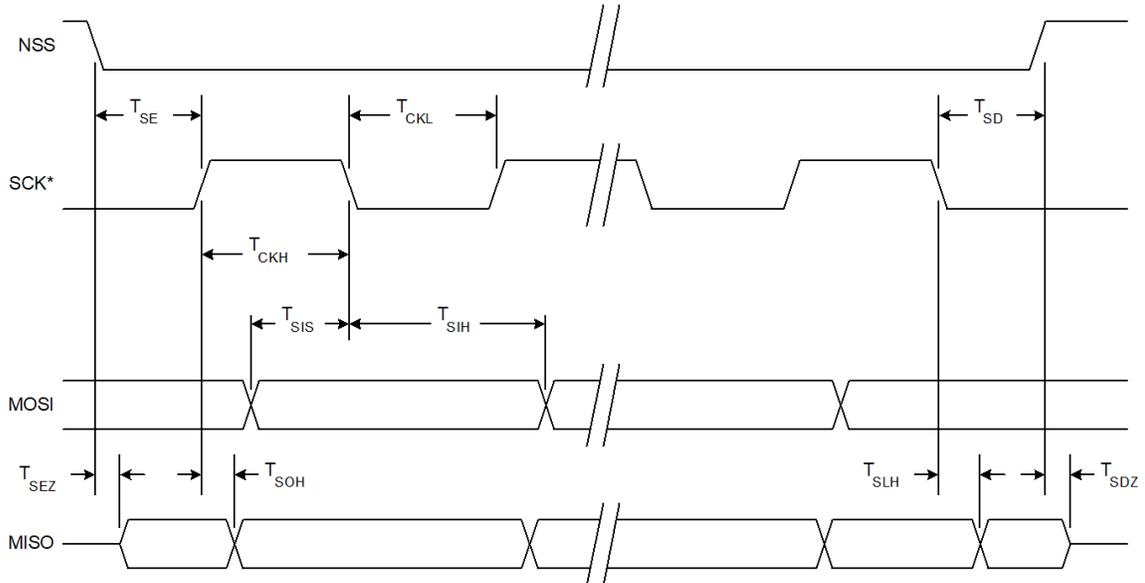 NSS
TSE
TCKL
TSD
SCK*
TCKH
TSIS
TSIH
MOSI
TSEZ
TSOH
TSLH
TSDZ
MISO